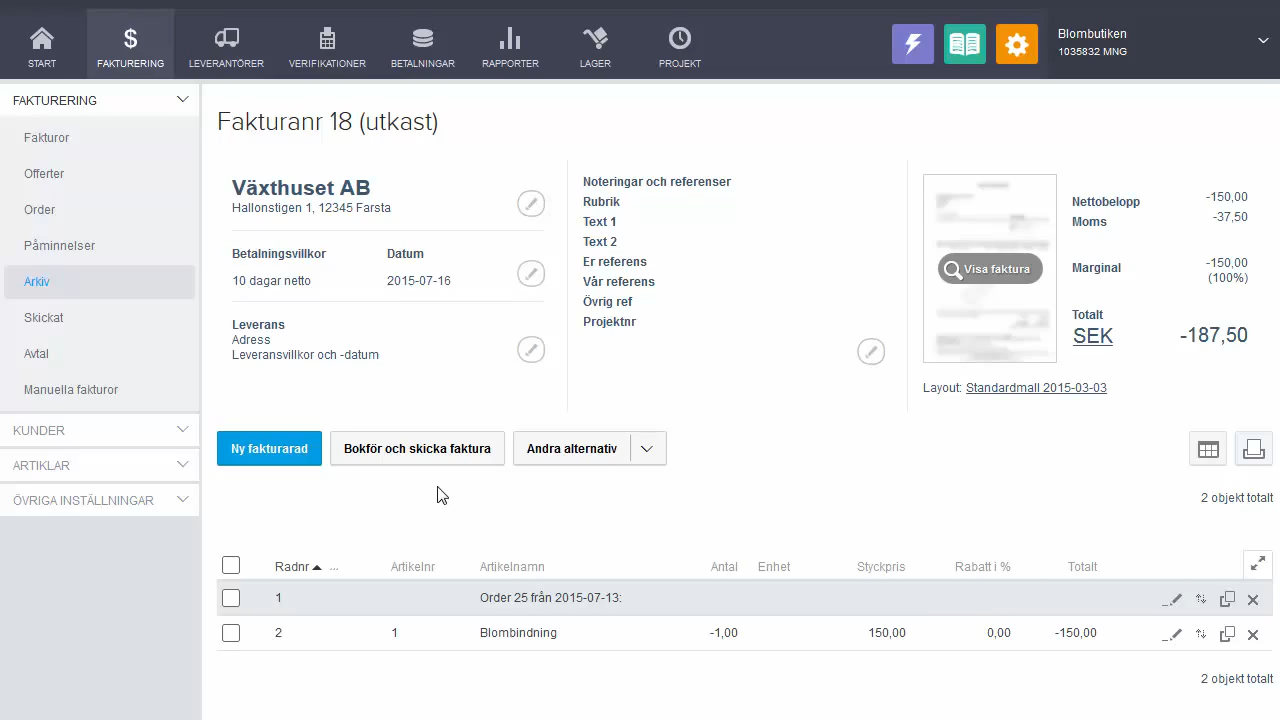 START
FAKTURERING
LEVERANTÖRER
VERIFIKATIONER
BETALNINGAR
RAPPORTER
LAGER
PROJEKT
Blombutiken
1035832 MNG
FAKTURERING
Fakturor
Offerter
Order
Påminnelser
Arkiv
Skickat
Avtal
Manuella fakturor
KUNDER
ARTIKLAR
ÖVRIGA INSTÄLLNINGAR
Fakturanr 18 (utkast)
Växthuset AB
Hallonstigen 1, 12345 Farsta
Betalningsvillkor Datum
10 dagar netto 2015-07-16
Leverans
Adress
Leveransvillkor och -datum
Noteringar och referenser
Rubrik
Text 1
Text 2
Er referens
Vår referens
Övrig ref
Projektnr
Visa faktura
Layout: Standardmall 2015-03-03
Nettobelopp -150,00
Moms -37,50
Marginal -150,00
(100%)
Totalt
SEK -187,50
Ny fakturarad
Bokför och skicka faktura
Andra alternativ
2 objekt totalt
Radnr ... Artikelnr Artikelnamn Antal Enhet Styckpris Rabatt i % Totalt
1 Order 25 från 2015-07-13:
2 1 Blombindning -1,00 150,00 0,00 -150,00
2 objekt totalt